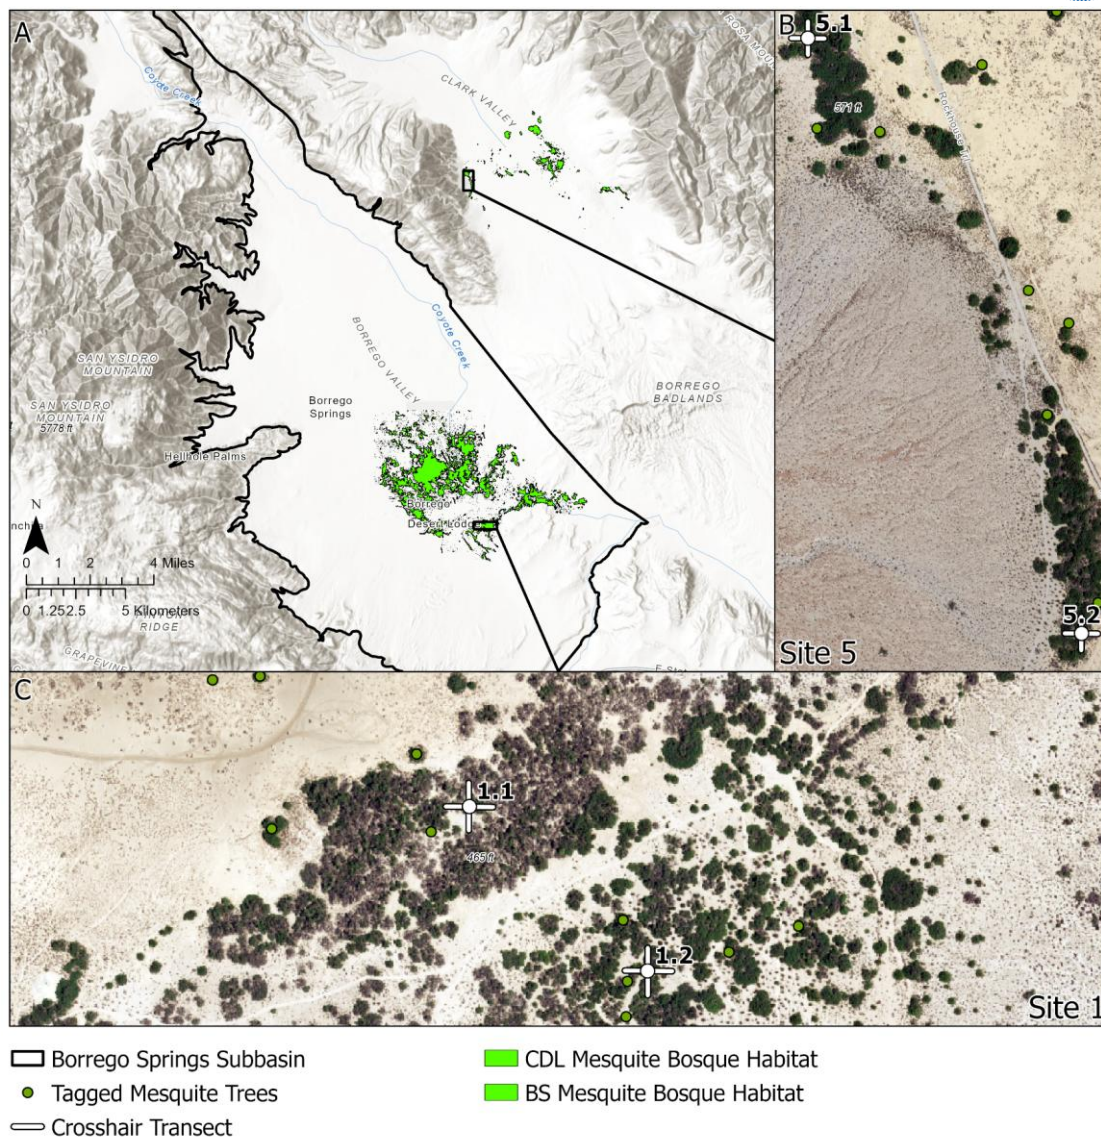 A
ROSA MOU
B
5.1
Coyote Creek
CLARK VALLEY
571 ft
Rockhouse
Coyote Creek
BORREGO VALLEY
SAN YSIDRO
MOUNTAIN
BORREGO
BADLANDS
SAN YSIDRO
MOUNTAIN
5778 ft
Borrego
Springs
Hellhole Palms
N
Borrego
Desert Lodge
0 1 2 4 Miles
0 1.252.5 5 Kilometers
RIDGE
GRAPEVINE
5.2
Site 5
C
1.1
465 ft
1.2
Site 1
Borrego Springs Subbasin
CDL Mesquite Bosque Habitat
Tagged Mesquite Trees
BS Mesquite Bosque Habitat
Crosshair Transect